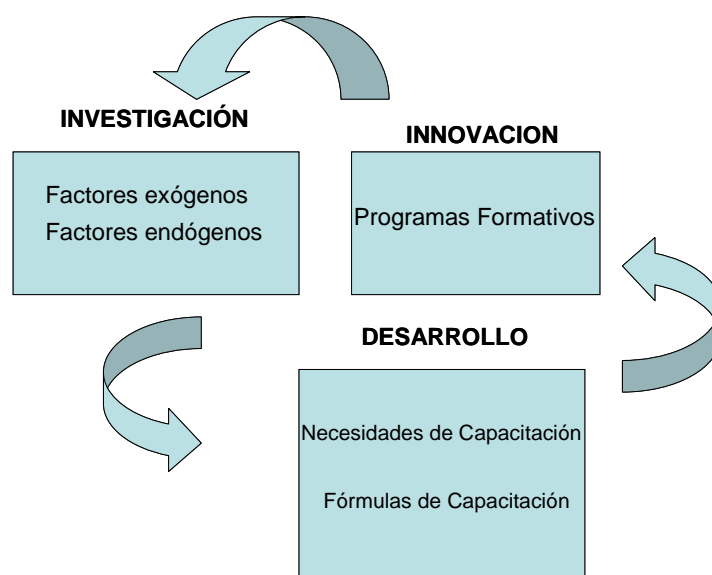 INVESTIGACIÓN
Factores exógenos
Factores endógenos
INNOVACION
Programas Formativos
DESARROLLO
Necesidades de Capacitación
Fórmulas de Capacitación